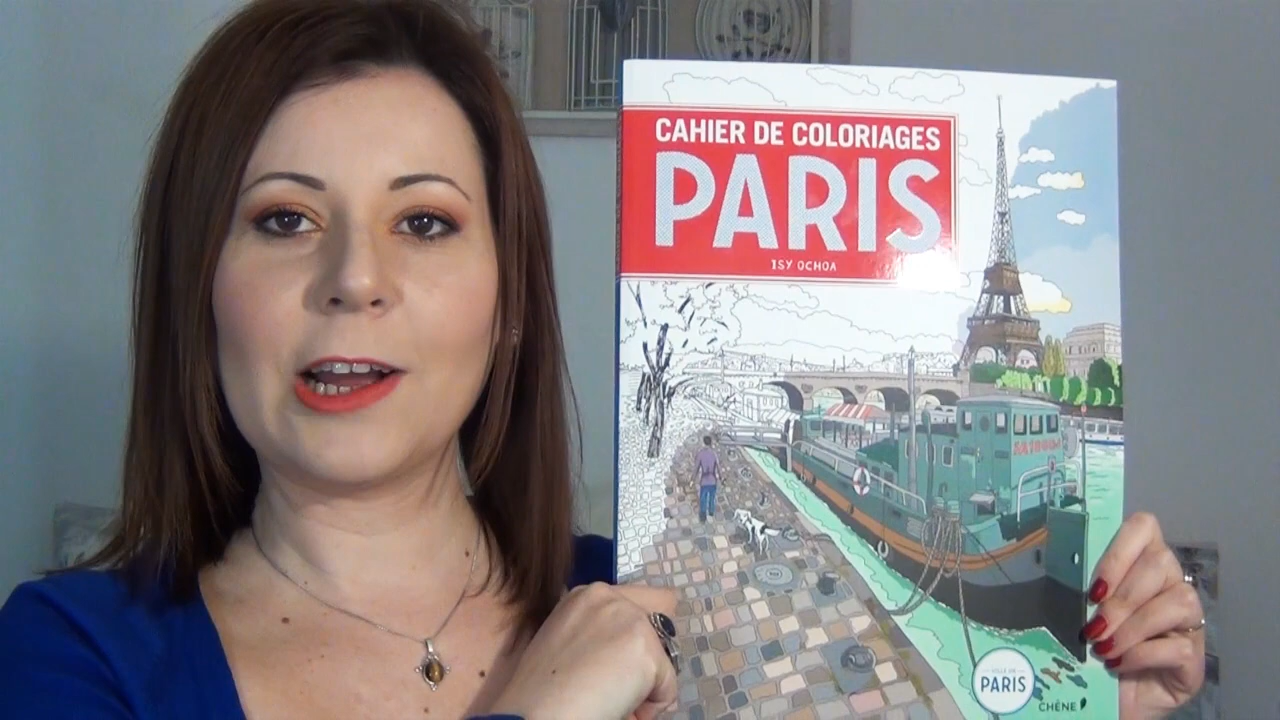 CAHIER DE COLORIAGES
PARIS
ISY OCHOA
VILLE DE
PARIS
CHÊNE